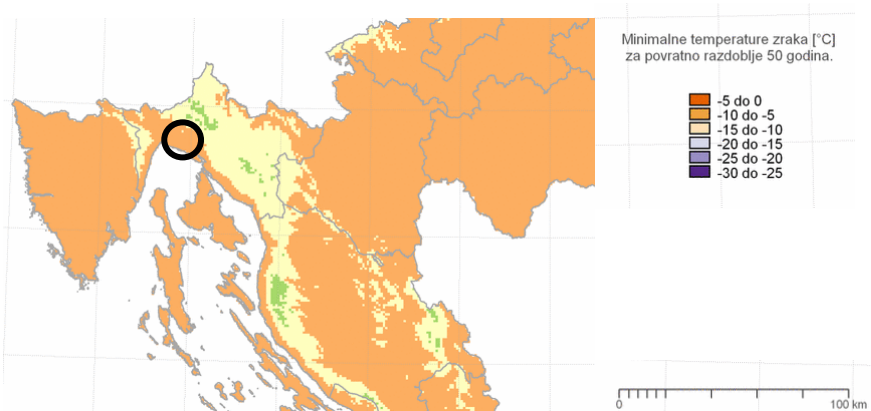 Minimalne temperature zraka [°C]
za povratno razdoblje 50 godina.
-5 do 0
-10 do -5
-15 do -10
-20 do -15
-25 do -20
-30 do -25
0 100 km